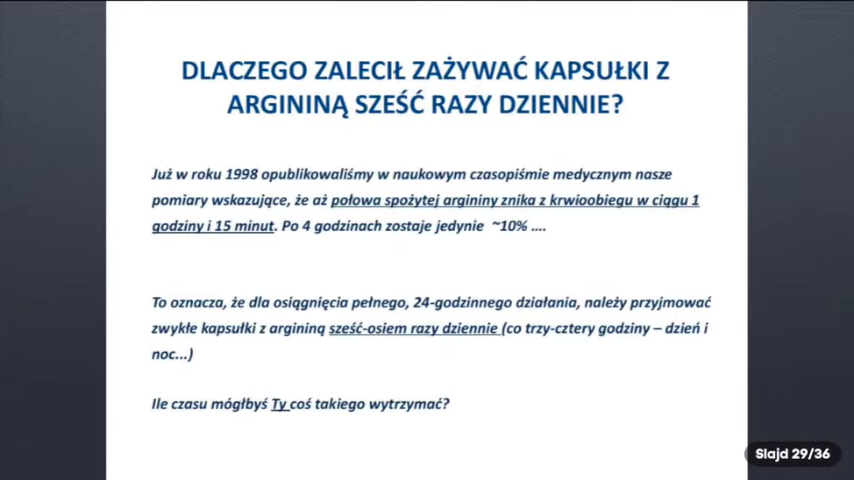 DLACZEGO ZALECIŁ ZAŻYWAĆ KAPSUŁKI Z
ARGININĄ SZEŚĆ RAZY DZIENNIE?
Już w roku 1998 opublikowaliśmy w naukowym czasopiśmie medycznym nasze
pomiary wskazujące, że aż połowa spożytej argininy znika z krwioobiegu w ciągu 1
godziny i 15 minut. Po 4 godzinach zostaje jedynie ~10% ....
To oznacza, że dla osiągnięcia pełnego, 24-godzinnego działania, należy przyjmować
zwykłe kapsułki z argininą sześć-osiem razy dziennie (co trzy-cztery godziny – dzień i
noc...)
Ile czasu mógłbyś Ty coś takiego wytrzymać?
Slajd 29/36